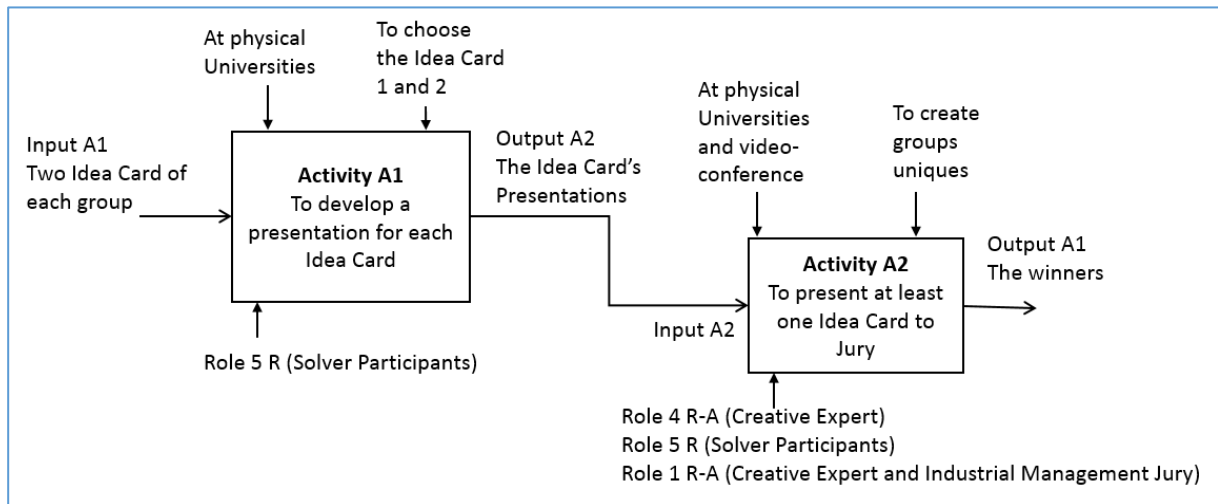 At physical
Universities
To choose
the Idea Card
1 and 2
Input A1
Two Idea Card of
each group
Activity A1
To develop a
presentation for each
Idea Card
Role 5 R (Solver Participants)
Output A2
The Idea Card’s
Presentations
Input A2
At physical
Universities
and video-
conference
To create
groups
uniques
Activity A2
To present at least
one Idea Card to
Jury
Output A1
The winners
Role 4 R-A (Creative Expert)
Role 5 R (Solver Participants)
Role 1 R-A (Creative Expert and Industrial Management Jury)